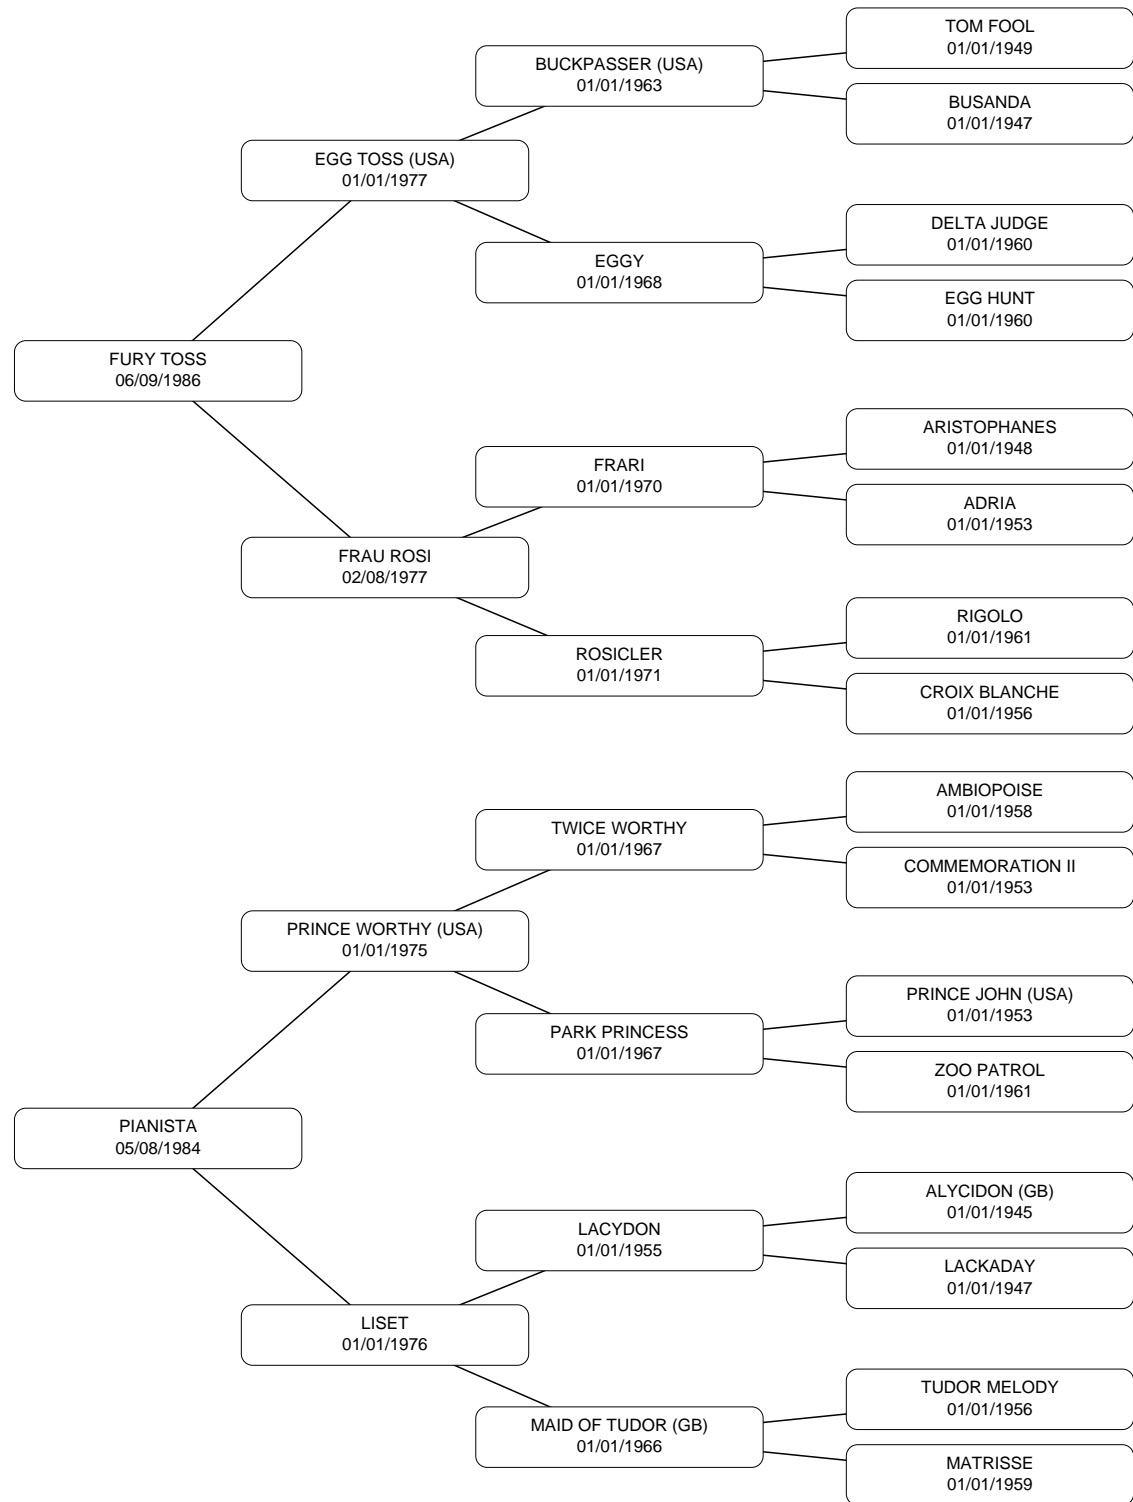 TOM FOOL
01/01/1949
BUCKPASSER (USA)
01/01/1963
BUSANDA
01/01/1947
EGG TOSS (USA)
01/01/1977
DELTA JUDGE
01/01/1960
EGGY
01/01/1968
EGG HUNT
01/01/1960
FURY TOSS
06/09/1986
ARISTOPHANES
01/01/1948
FRARI
01/01/1970
ADRIA
01/01/1953
FRAU ROSI
02/08/1977
RIGOLO
01/01/1961
ROSICLER
01/01/1971
CROIX BLANCHE
01/01/1956
AMBIOPOISE
01/01/1958
TWICE WORTHY
01/01/1967
COMMEMORATION II
01/01/1953
PRINCE WORTHY (USA)
01/01/1975
PRINCE JOHN (USA)
01/01/1953
PARK PRINCESS
01/01/1967
ZOO PATROL
01/01/1961
PIANISTA
05/08/1984
ALYCIDON (GB)
01/01/1945
LACYDON
01/01/1955
LACKADAY
01/01/1947
LISET
01/01/1976
TUDOR MELODY
01/01/1956
MAID OF TUDOR (GB)
01/01/1966
MATRISSE
01/01/1959